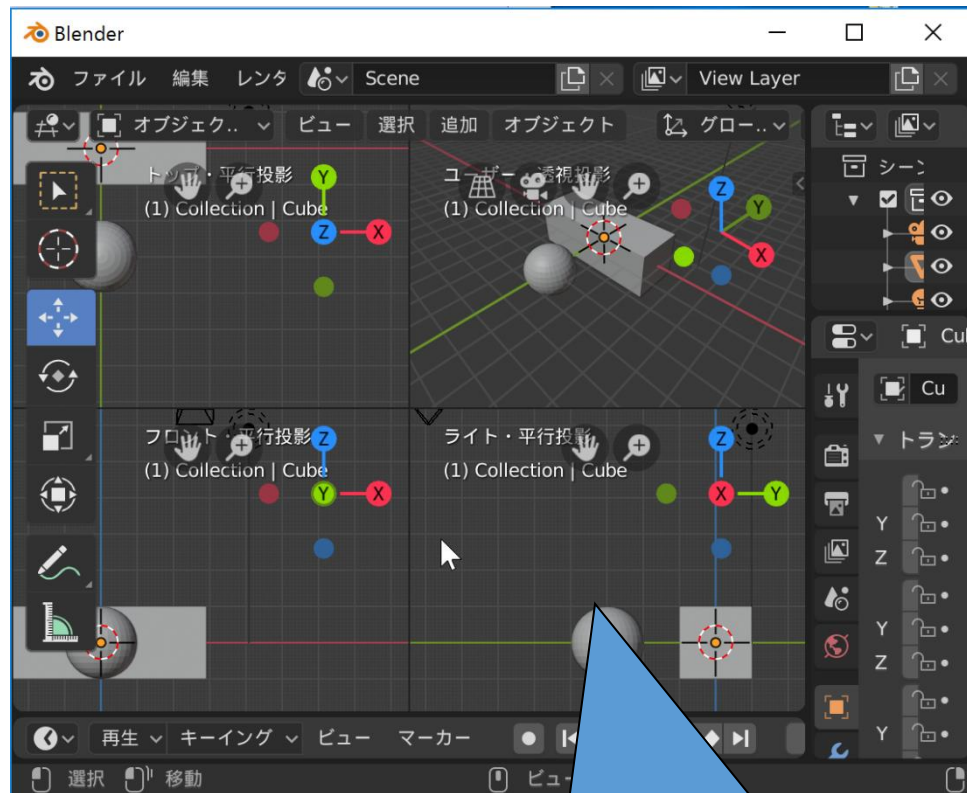 Blender
ファイル 編集 レンタ Scene View Layer
オブジェク.. ビュー 選択 追加 オブジェクト グロー..
シーン
トップ・平行投影
(1) Collection | Cube
ユーザー・透視投影
(1) Collection | Cube
Y
Z
X
Z
Y
X
Cu
Cu
トラン
フロント・平行投影
(1) Collection | Cube
ライト・平行投影
(1) Collection | Cube
Z
Y
X
Z
X
Y
Y
Z
Y
Z
Y
再生 キーイング ビュー マーカー
選択 移動 ビュー